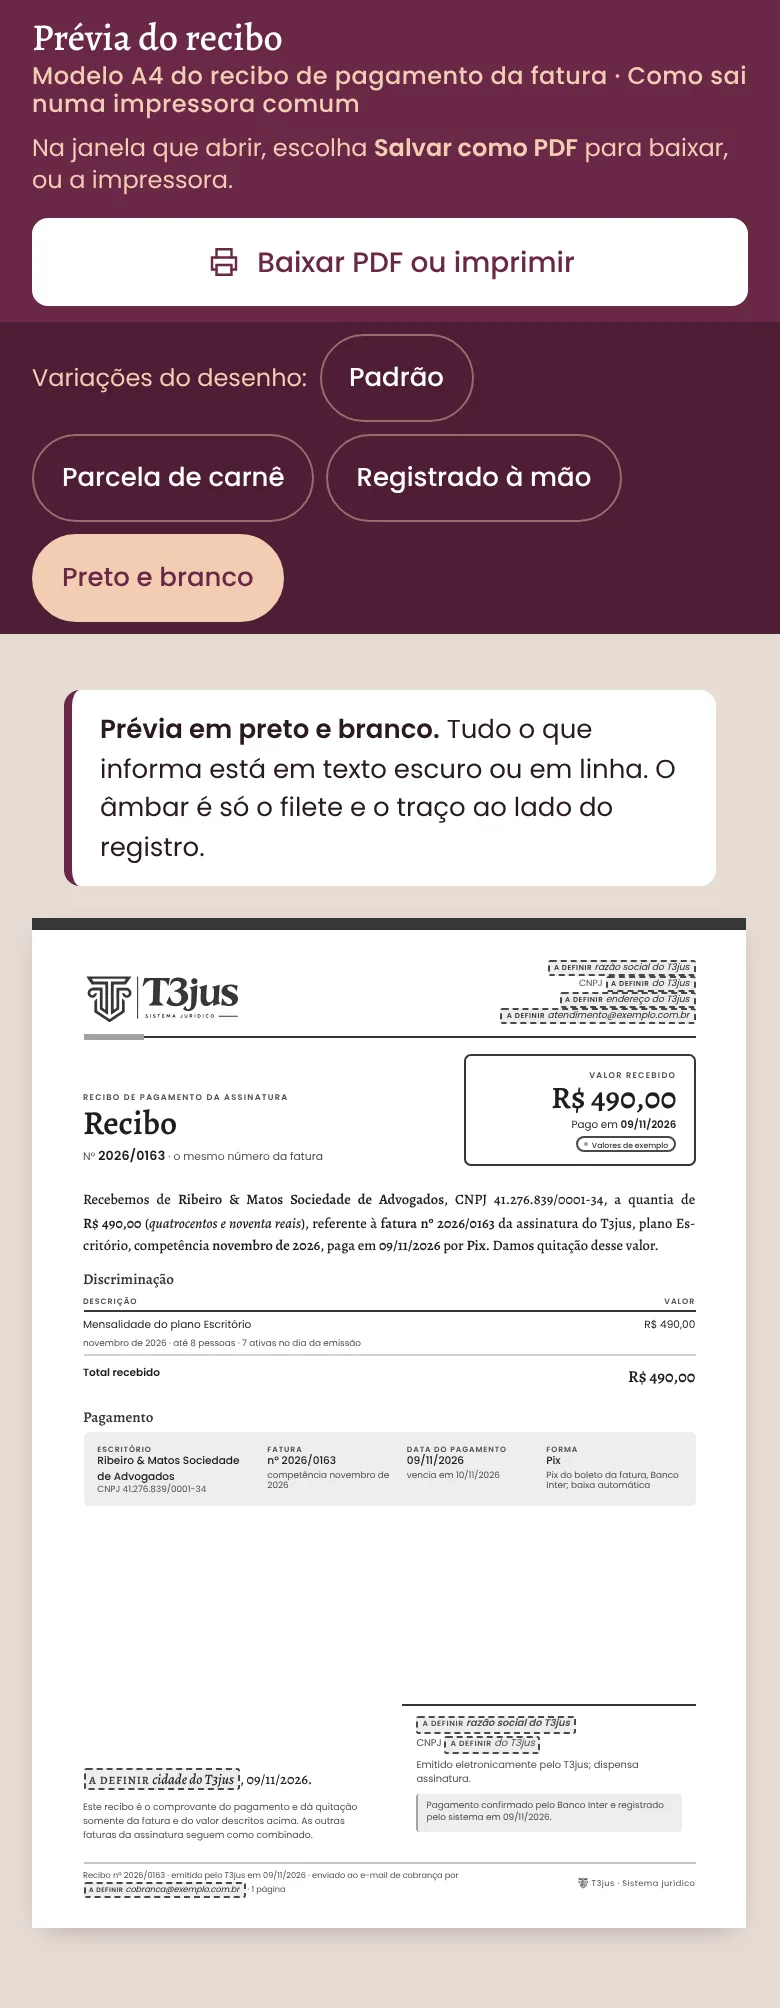 Prévia do recibo
Modelo A4 do recibo de pagamento da fatura · Como sai
numa impressora comum
Na janela que abrir, escolha Salvar como PDF para baixar,
ou a impressora.
Baixar PDF ou imprimir
Variações do desenho:
Padrão
Parcela de carnê
Registrado à mão
Preto e branco
Prévia em preto e branco. Tudo o que
informa está em texto escuro ou em linha. O
âmbar é só o filete e o traço ao lado do
registro.
T3jus
SISTEMA JURÍDICO
A DEFINIR razão social do T3jus
CNPJ A DEFINIR do T3jus
A DEFINIR endereço do T3jus
A DEFINIR atendimento@exemplo.com.br
RECIBO DE PAGAMENTO DA ASSINATURA
Recibo
Nº 2026/0163 · o mesmo número da fatura
VALOR RECEBIDO
R$ 490,00
Pago em 09/11/2026
Valores de exemplo
Recebemos de Ribeiro & Matos Sociedade de Advogados, CNPJ 41.276.839/0001-34, a quantia de
R$ 490,00 (quatrocentos e noventa reais), referente à fatura nº 2026/0163 da assinatura do T3jus, plano Es-
critório, competência novembro de 2026, paga em 09/11/2026 por Pix. Damos quitação desse valor.
Discriminação
DESCRIÇÃO VALOR
Mensalidade do plano Escritório R$ 490,00
novembro de 2026 · até 8 pessoas · 7 ativas no dia da emissão
Total recebido R$ 490,00
Pagamento
ESCRITÓRIO
Ribeiro & Matos Sociedade
de Advogados
CNPJ 41.276.839/0001-34
FATURA
nº 2026/0163
competência novembro de
2026
DATA DO PAGAMENTO
09/11/2026
vencia em 10/11/2026
FORMA
Pix
Pix do boleto da fatura, Banco
Inter; baixa automática
A DEFINIR cidade do T3jus, 09/11/2026.
Este recibo é o comprovante do pagamento e dá quitação
somente da fatura e do valor descritos acima. As outras
faturas da assinatura seguem como combinado.
A DEFINIR razão social do T3jus
CNPJ A DEFINIR do T3jus
Emitido eletronicamente pelo T3jus; dispensa
assinatura.
Pagamento confirmado pelo Banco Inter e registrado
pelo sistema em 09/11/2026.
Recibo nº 2026/0163 · emitido pelo T3jus em 09/11/2026 · enviado ao e-mail de cobrança por
A DEFINIR cobranca@exemplo.com.br · 1 página
T3jus · Sistema jurídico